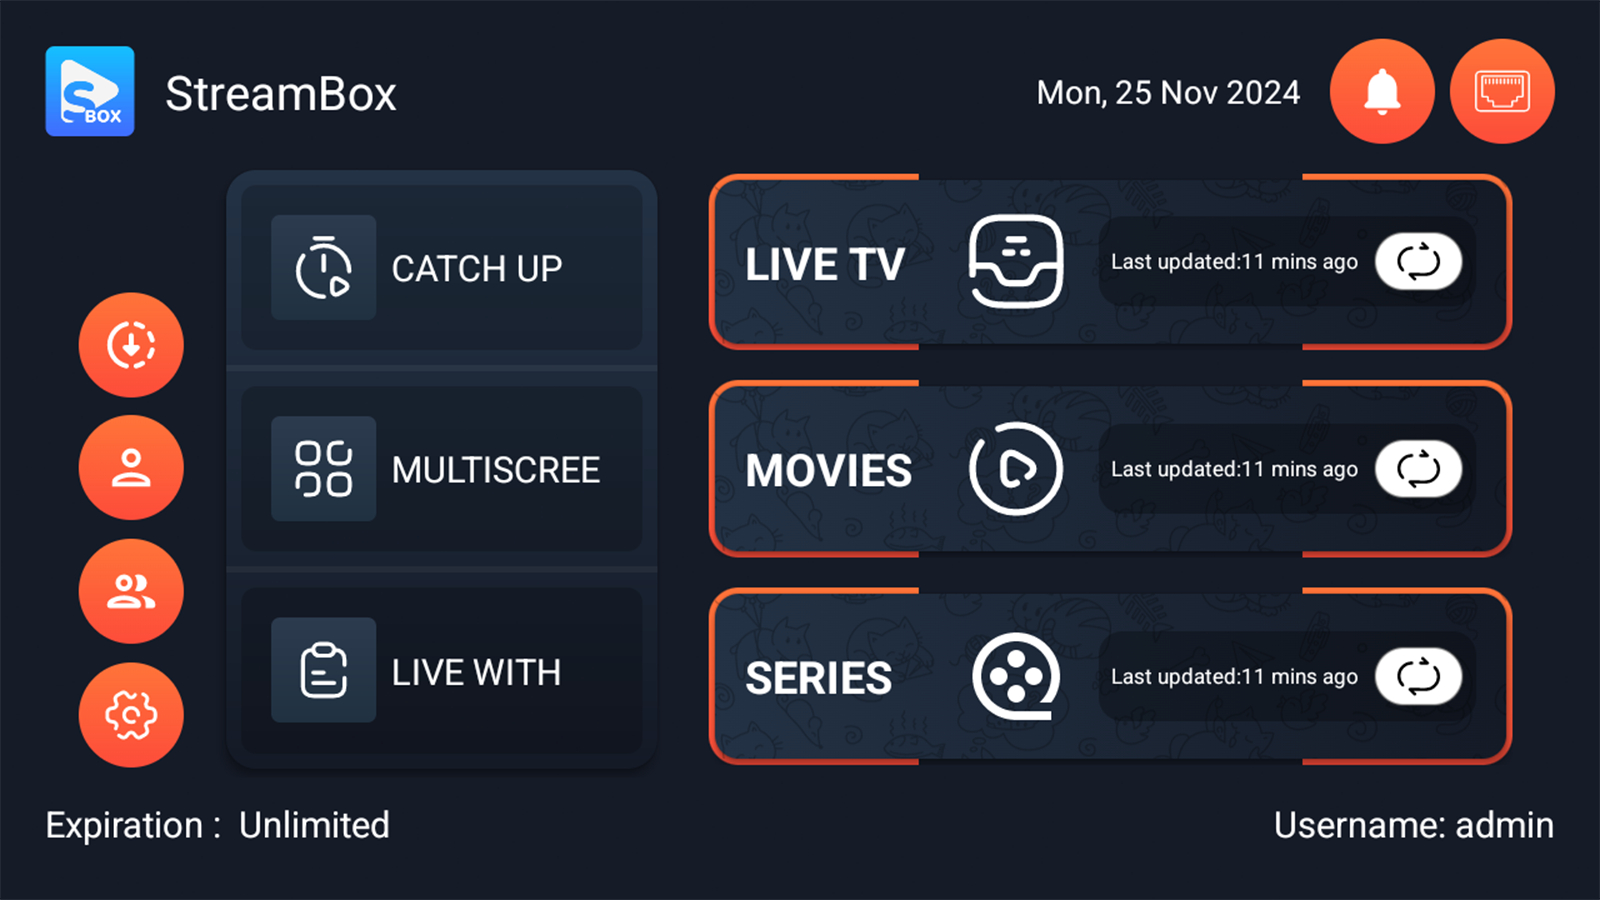 S BOX
StreamBox
Mon, 25 Nov 2024
CATCH UP
MULTISCREE
LIVE WITH
LIVE TV
Last updated:11 mins ago
MOVIES
Last updated:11 mins ago
SERIES
Last updated:11 mins ago
Expiration : Unlimited
Username: admin